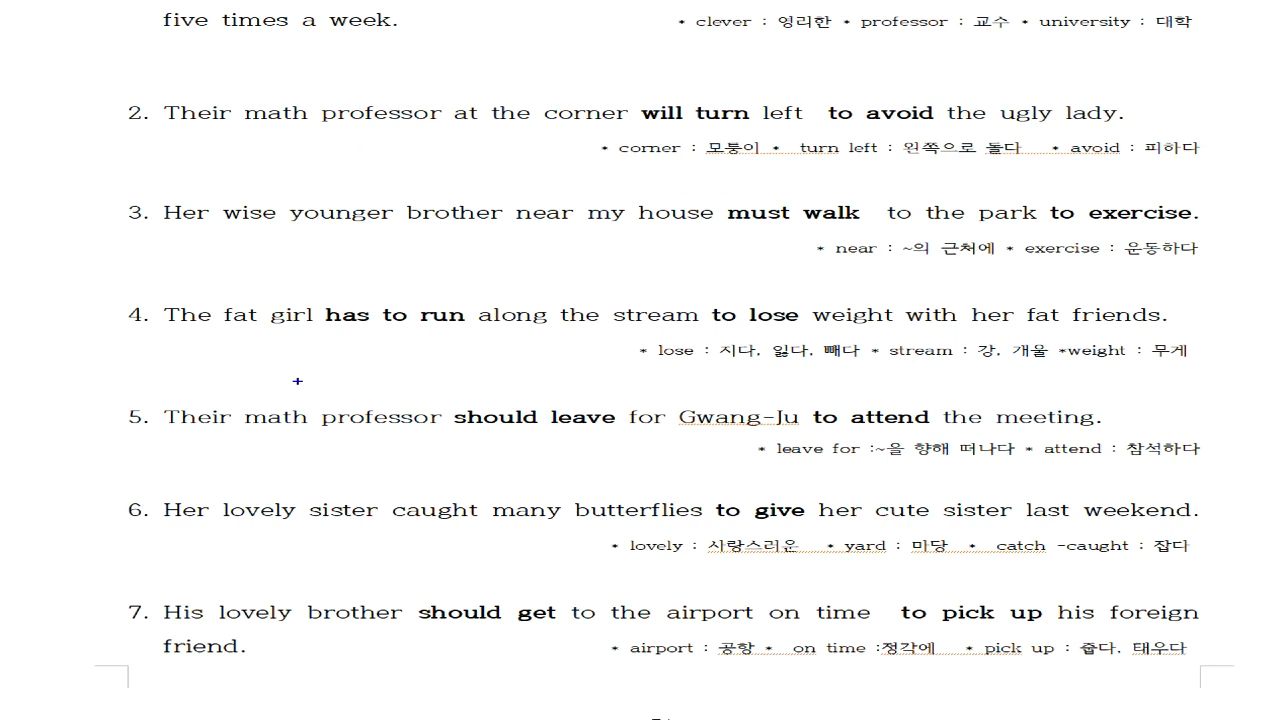 five times a week. * clever : 영리한 * professor : 교수 * university : 대학
2. Their math professor at the corner will turn left to avoid the ugly lady.
* corner : 모퉁이 * turn left : 왼쪽으로 돌다 * avoid : 피하다
3. Her wise younger brother near my house must walk to the park to exercise.
* near : ~의 근처에 * exercise : 운동하다
4. The fat girl has to run along the stream to lose weight with her fat friends.
* lose : 지다, 잃다, 빼다 * stream : 강, 개울 *weight : 무게
5. Their math professor should leave for Gwang-Ju to attend the meeting.
* leave for :~을 향해 떠나다 * attend : 참석하다
6. Her lovely sister caught many butterflies to give her cute sister last weekend.
* lovely : 사랑스러운 * yard : 마당 * catch -caught : 잡다
7. His lovely brother should get to the airport on time to pick up his foreign
friend. * airport : 공항 * on time :정각에 * pick up : 줍다, 태우다